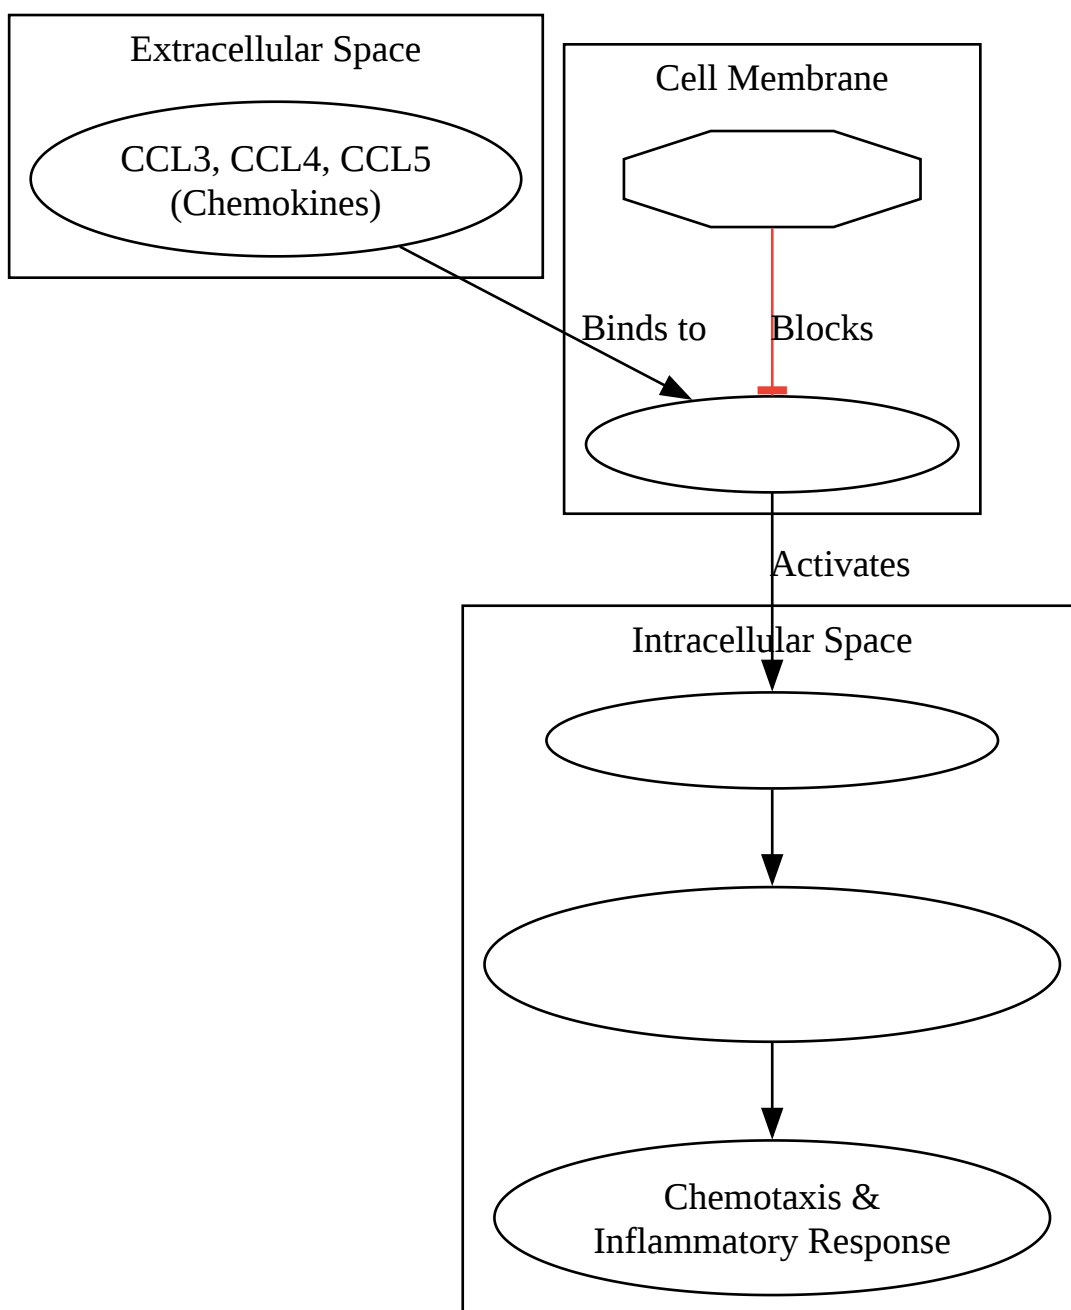 Extracellular Space
CCL3, CCL4, CCL5
(Chemokines)
Cell Membrane
Binds to
Blocks
Activates
Intracellular Space
Chemotaxis &
Inflammatory Response